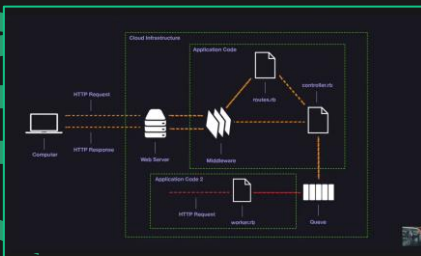 Cloud Infrastructure
Application Code
HTTP Request
routes.rb
controller.rb
Computer
HTTP Response
Web Server
Middleware
Application Code 2
HTTP Request
worker.rb
Queue